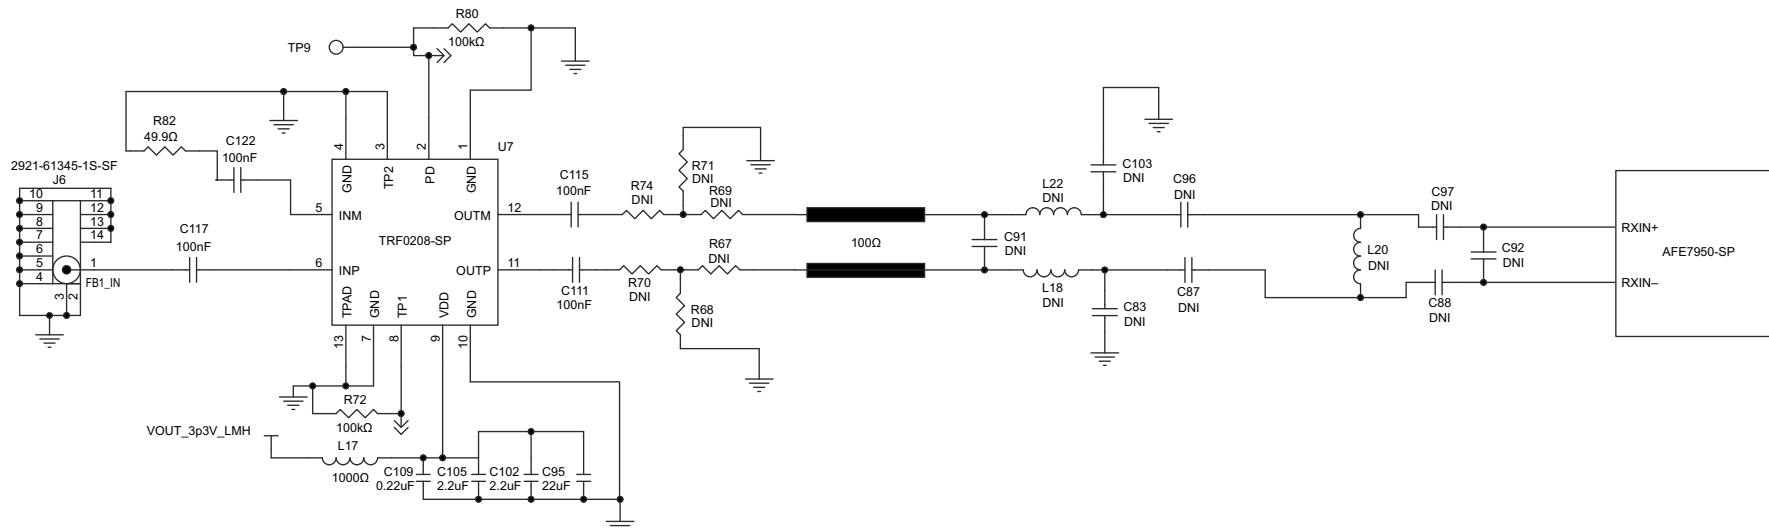 R80
100kΩ
TP9
R82
49.9Ω
C122
100nF
2921-61345-1S-SF
J6
10
9
8
7
6
5
4
11
12
13
14
1
3
2
FB1_IN
C117
100nF
4
3
2
1
U7
GND
TP2
PD
GND
5
INM
OUTM
12
TRF0208-SP
6
INP
OUTP
11
TPAD
GND
TP1
VDD
GND
13
7
8
9
10
R72
100kΩ
VOUT_3p3V_LMH
L17
1000Ω
C109
0.22uF
C105
2.2uF
C102
2.2uF
C95
22uF
C115
100nF
C111
100nF
R74
DNI
R71
DNI
R69
DNI
R70
DNI
R67
DNI
R68
DNI
100Ω
C91
DNI
L22
DNI
L18
DNI
C103
DNI
C83
DNI
C96
DNI
C87
DNI
L20
DNI
C97
DNI
C88
DNI
C92
DNI
RXIN+
AFE7950-SP
RXIN–